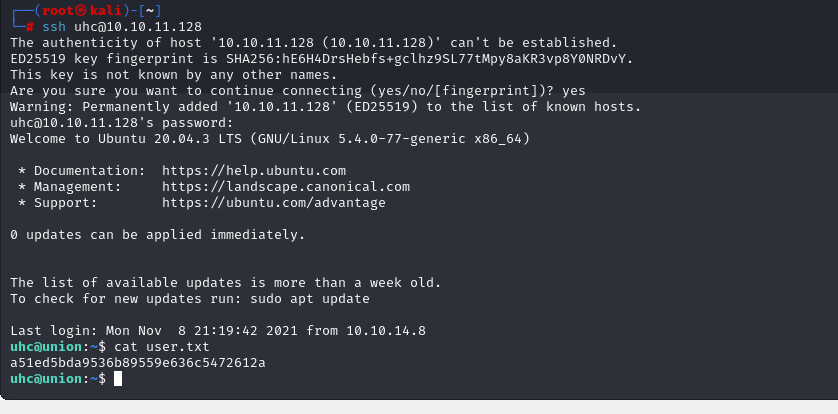 ┌──(root㉿kali)-[~]
└─# ssh uhc@10.10.11.128
The authenticity of host '10.10.11.128 (10.10.11.128)' can't be established.
ED25519 key fingerprint is SHA256:hE6H4DrsHebfs+gclhz9SL77tMpy8aKR3vp8Y0NRDvY.
This key is not known by any other names.
Are you sure you want to continue connecting (yes/no/[fingerprint])? yes
Warning: Permanently added '10.10.11.128' (ED25519) to the list of known hosts.
uhc@10.10.11.128's password:
Welcome to Ubuntu 20.04.3 LTS (GNU/Linux 5.4.0-77-generic x86_64)
* Documentation: https://help.ubuntu.com
* Management: https://landscape.canonical.com
* Support: https://ubuntu.com/advantage
0 updates can be applied immediately.
The list of available updates is more than a week old.
To check for new updates run: sudo apt update
Last login: Mon Nov 8 21:19:42 2021 from 10.10.14.8
uhc@union:~$ cat user.txt
a51ed5bda9536b89559e636c5472612a
uhc@union:~$